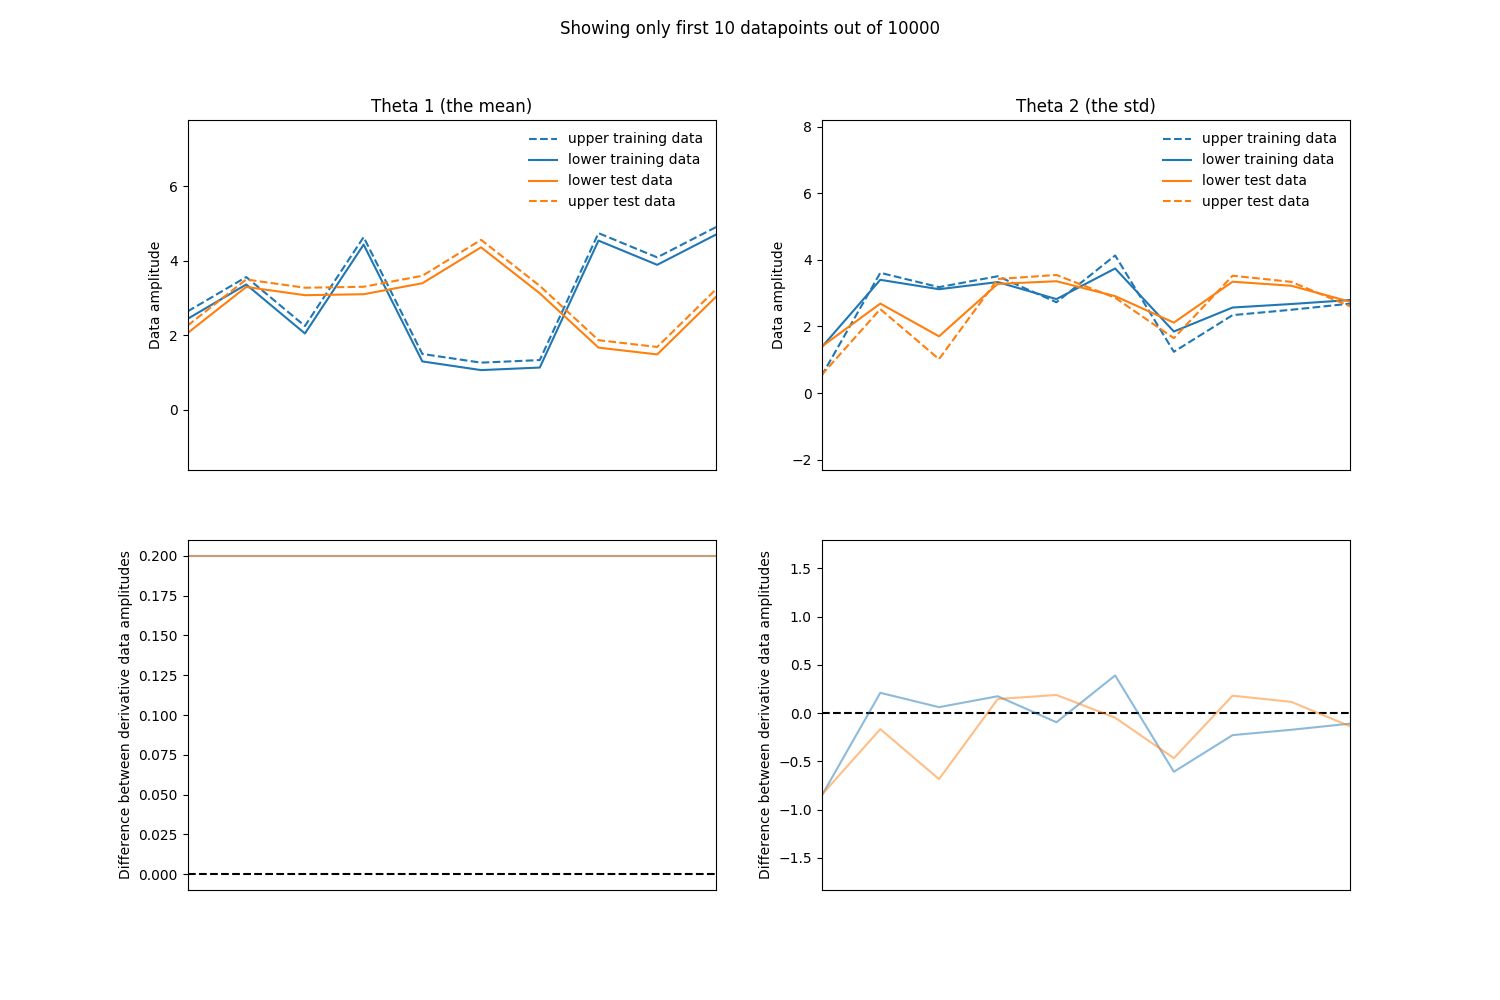 Showing only first 10 datapoints out of 10000
Theta 1 (the mean)
Data amplitude
6
4
2
0
upper training data
lower training data
lower test data
upper test data
Theta 2 (the std)
Data amplitude
8
6
4
2
0
−2
upper training data
lower training data
lower test data
upper test data
Difference between derivative data amplitudes
0.200
0.175
0.150
0.125
0.100
0.075
0.050
0.025
0.000
Difference between derivative data amplitudes
1.5
1.0
0.5
0.0
−0.5
−1.0
−1.5